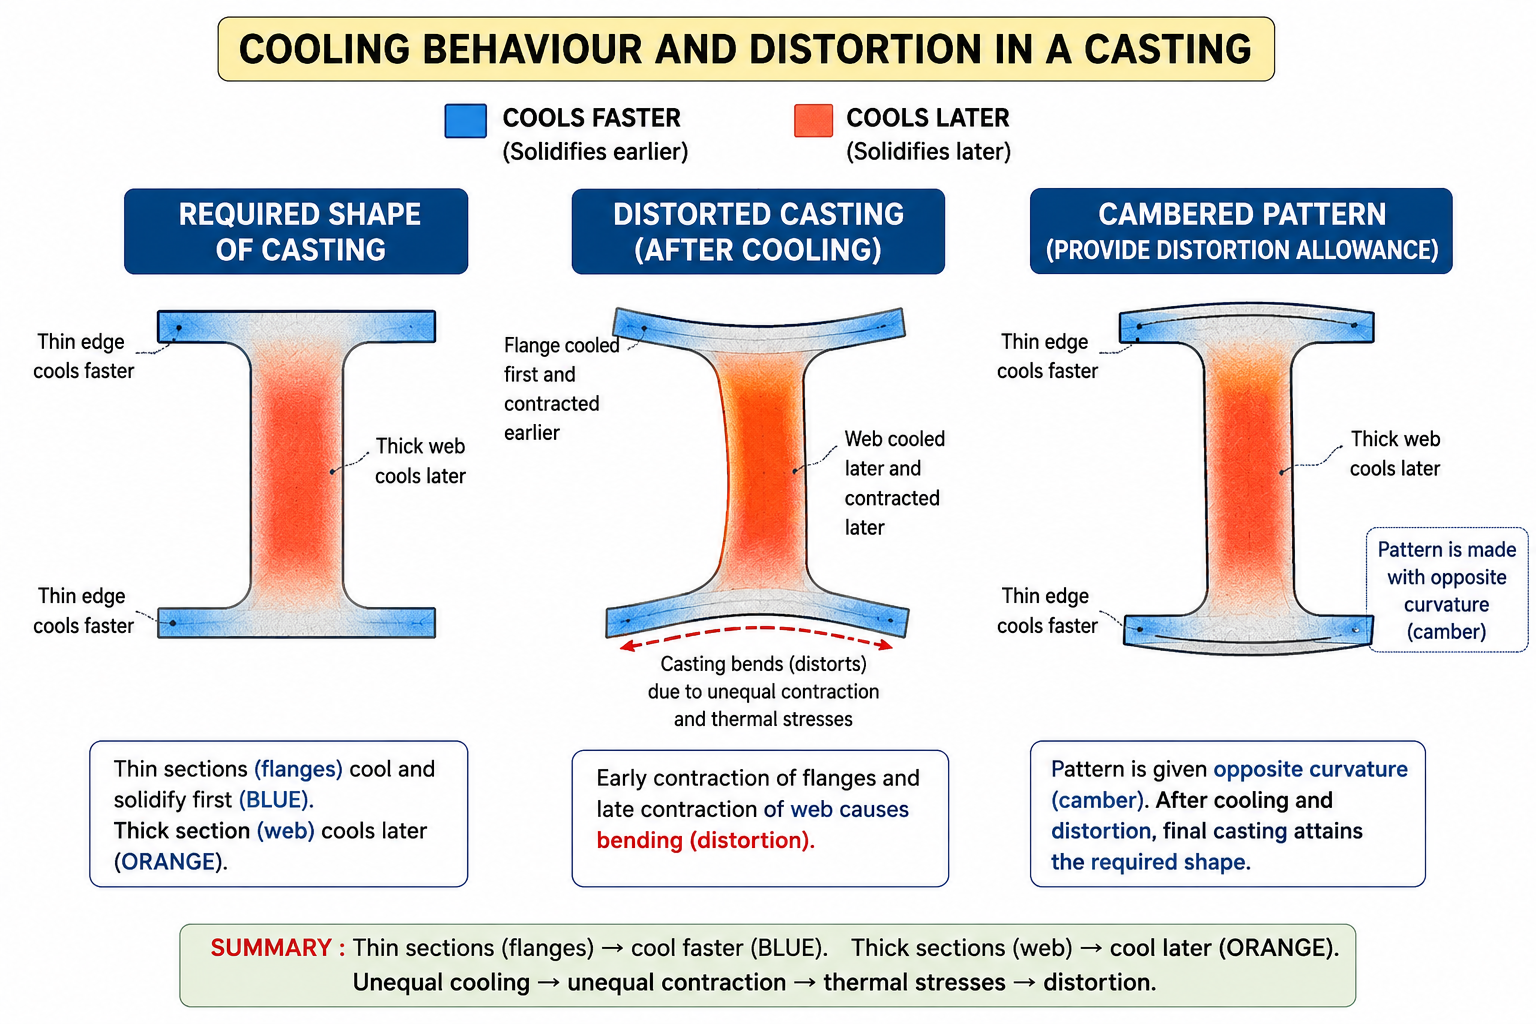 COOLING BEHAVIOUR AND DISTORTION IN A CASTING
COOLS FASTER
(Solidifies earlier)
COOLS LATER
(Solidifies later)
REQUIRED SHAPE
OF CASTING
Thin edge
cools faster
Thick web
cools later
Thin edge
cools faster
Thin sections (flanges) cool and
solidify first (BLUE).
Thick section (web) cools later
(ORANGE).
DISTORTED CASTING
(AFTER COOLING)
Flange cooled
first and
contracted
earlier
Web cooled
later and
contracted
later
Casting bends (distorts)
due to unequal contraction
and thermal stresses
Early contraction of flanges and
late contraction of web causes
bending (distortion).
CAMBERED PATTERN
(PROVIDE DISTORTION ALLOWANCE)
Thin edge
cools faster
Thick web
cools later
Thin edge
cools faster
Pattern is made
with opposite
curvature
(camber)
Pattern is given opposite curvature
(camber). After cooling and
distortion, final casting attains
the required shape.
SUMMARY : Thin sections (flanges) → cool faster (BLUE). Thick sections (web) → cool later (ORANGE).
Unequal cooling → unequal contraction → thermal stresses → distortion.